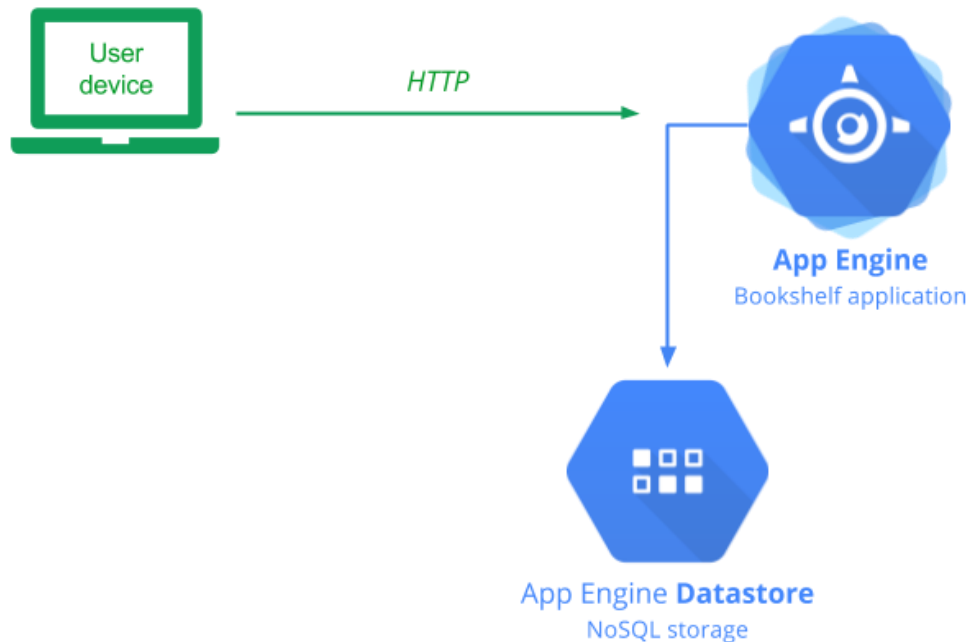 User
device
HTTP
App Engine
Bookshelf application
App Engine Datastore
NoSQL storage